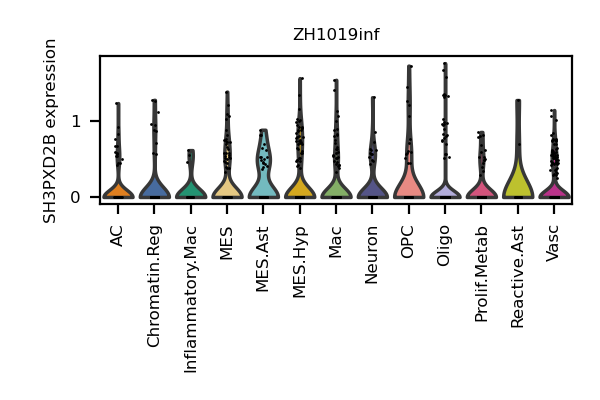 ZH1019inf
SH3PXD2B expression
1
0
AC
Chromatin.Reg
Inflammatory.Mac
MES
MES.Ast
MES.Hyp
Mac
Neuron
OPC
Oligo
Prolif.Metab
Reactive.Ast
Vasc